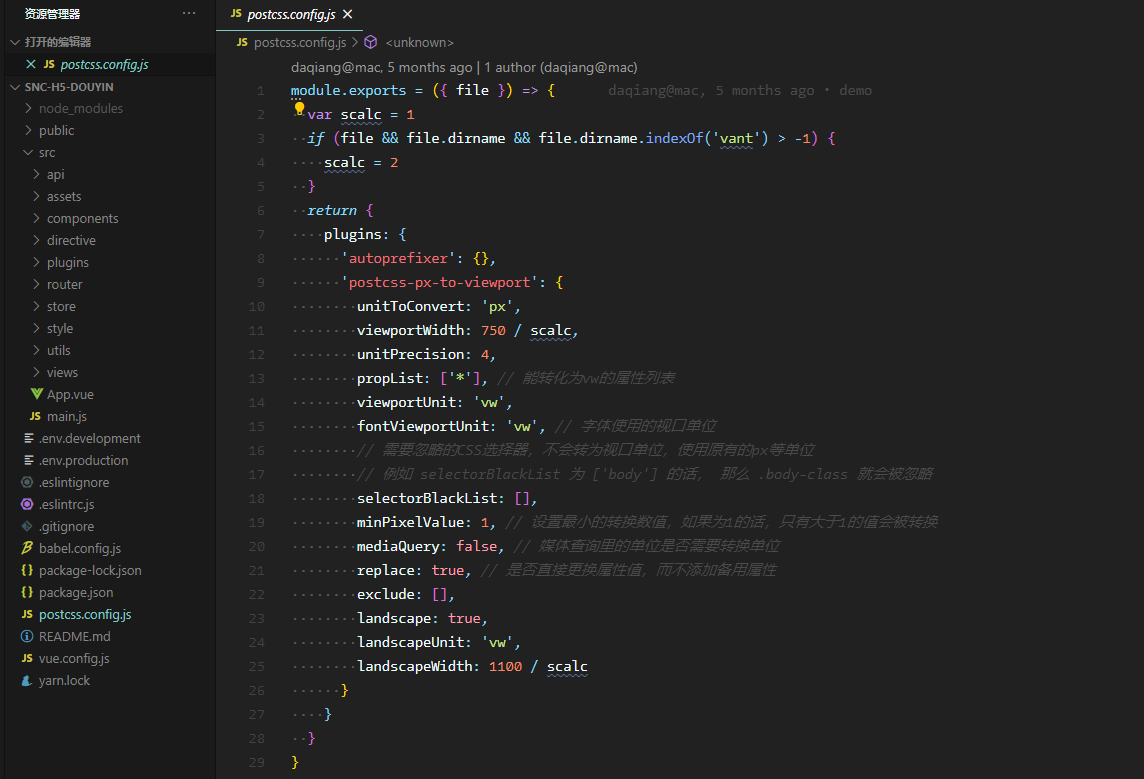 资源管理器
···
打开的编辑器
JS postcss.config.js
SNC-H5-DOUYIN
node_modules
public
src
api
assets
components
directive
plugins
router
store
style
utils
views
App.vue
JS main.js
.env.development
.env.production
.eslintignore
.eslintrc.js
.gitignore
babel.config.js
{} package-lock.json
{} package.json
JS postcss.config.js
README.md
JS vue.config.js
yarn.lock
JS postcss.config.js
JS postcss.config.js > <unknown>
daqiang@mac, 5 months ago | 1 author (daqiang@mac)
1 module.exports = ({ file }) => { daqiang@mac, 5 months ago • demo
2 var scalc = 1
3 if (file && file.dirname && file.dirname.indexOf('vant') > -1) {
4 scalc = 2
5 }
6 return {
7 plugins: {
8 'autoprefixer': {},
9 'postcss-px-to-viewport': {
10 unitToConvert: 'px',
11 viewportWidth: 750 / scalc,
12 unitPrecision: 4,
13 propList: ['*'], // 能转化为vw的属性列表
14 viewportUnit: 'vw',
15 fontViewportUnit: 'vw', // 字体使用的视口单位
16 // 需要忽略的CSS选择器，不会转为视口单位，使用原有的px等单位
17 // 例如 selectorBlackList 为 ['body'] 的话， 那么 .body-class 就会被忽略
18 selectorBlackList: [],
19 minPixelValue: 1, // 设置最小的转换数值，如果为1的话，只有大于1的值会被转换
20 mediaQuery: false, // 媒体查询里的单位是否需要转换单位
21 replace: true, // 是否直接更换属性值，而不添加备用属性
22 exclude: [],
23 landscape: true,
24 landscapeUnit: 'vw',
25 landscapeWidth: 1100 / scalc
26 }
27 }
28 }
29 }